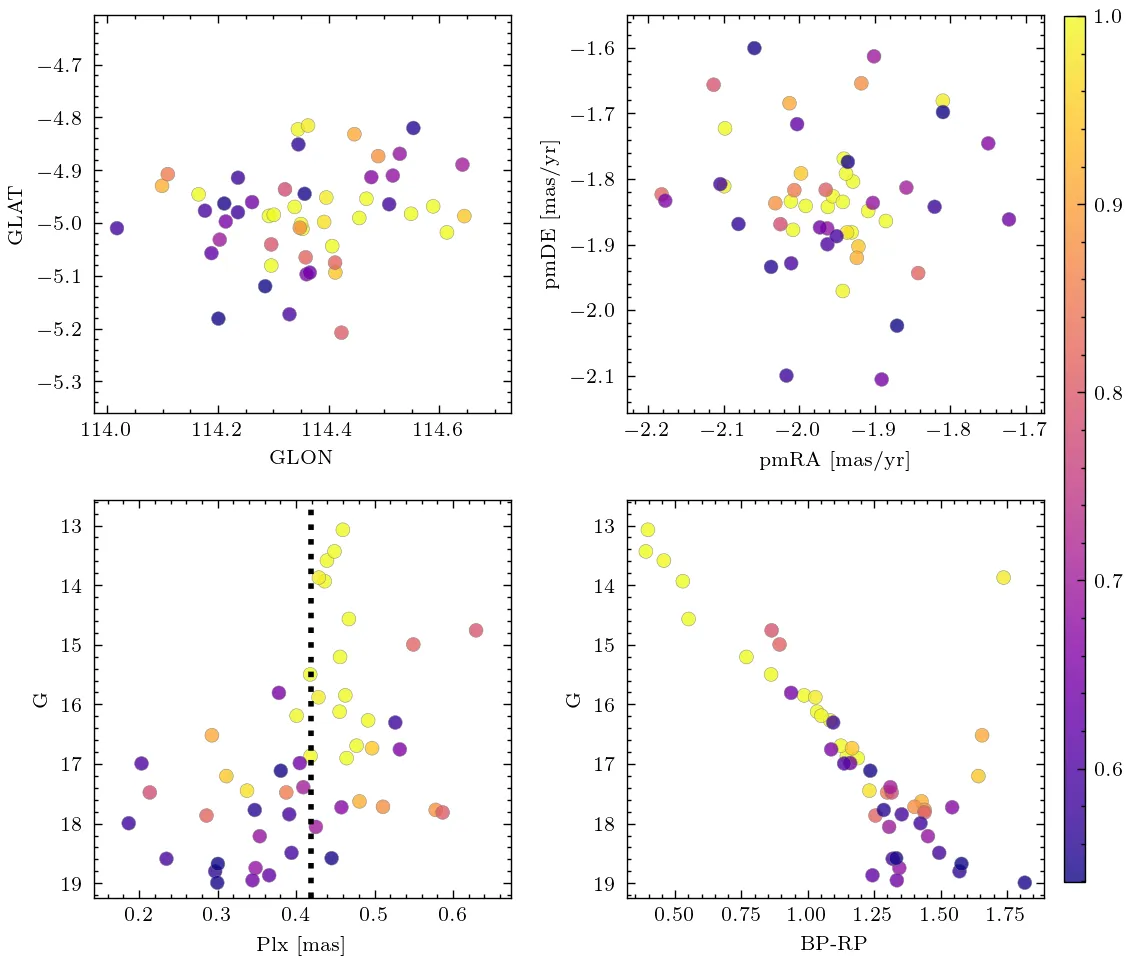 −4.7
−4.8
−4.9
−5.0
−5.1
−5.2
−5.3
GLAT
114.0 114.2 114.4 114.6
GLON
−1.6
−1.7
−1.8
−1.9
−2.0
−2.1
pmDE [mas/yr]
−2.2 −2.1 −2.0 −1.9 −1.8 −1.7
pmRA [mas/yr]
1.0
0.9
0.8
0.7
0.6
13
14
15
16
17
18
19
G
0.2 0.3 0.4 0.5 0.6
Plx [mas]
13
14
15
16
17
18
19
G
0.50 0.75 1.00 1.25 1.50 1.75
BP-RP